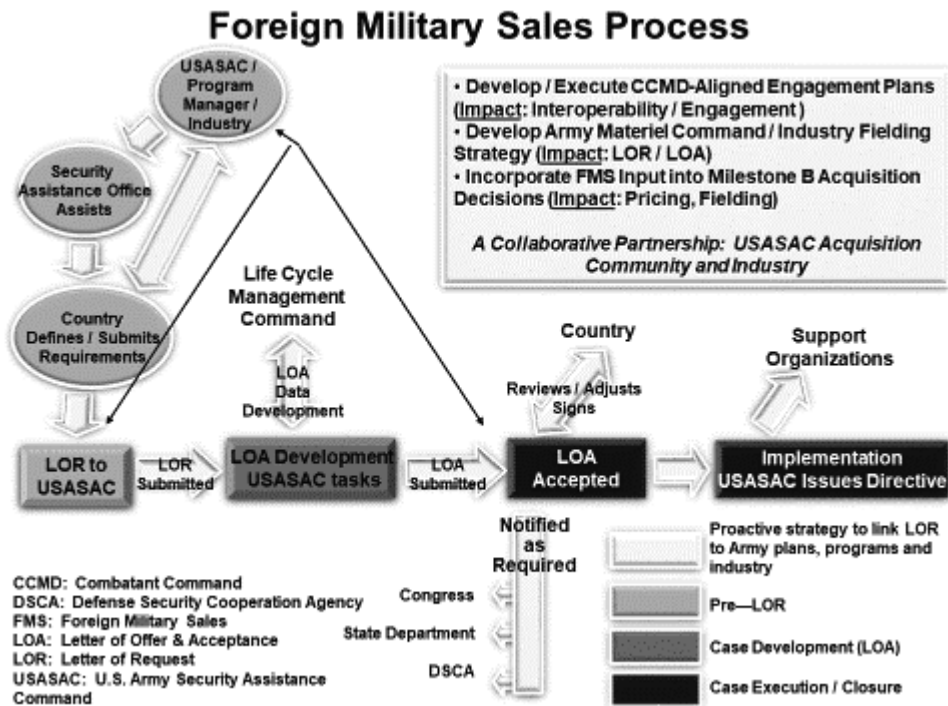 Foreign Military Sales Process
USASAC /
Program
Manager /
Industry
Security
Assistance Office
Assists
Country
Defines / Submits
Requirements
• Develop / Execute CCMD-Aligned Engagement Plans
(Impact: Interoperability / Engagement )
• Develop Army Materiel Command / Industry Fielding
Strategy (Impact: LOR / LOA)
• Incorporate FMS Input into Milestone B Acquisition
Decisions (Impact: Pricing, Fielding)
A Collaborative Partnership: USASAC Acquisition
Community and Industry
Life Cycle
Management
Command
LOA
Data
Development
Country
Reviews / Adjusts
Signs
Support
Organizations
LOR to
USASAC
LOR
Submitted
LOA Development
USASAC tasks
LOA
Submitted
LOA
Accepted
Implementation
USASAC Issues Directive
Notified
as
Required
Congress
State Department
DSCA
CCMD: Combatant Command
DSCA: Defense Security Cooperation Agency
FMS: Foreign Military Sales
LOA: Letter of Offer & Acceptance
LOR: Letter of Request
USASAC: U.S. Army Security Assistance
Command
Proactive strategy to link LOR
to Army plans, programs and
industry
Pre—LOR
Case Development (LOA)
Case Execution / Closure